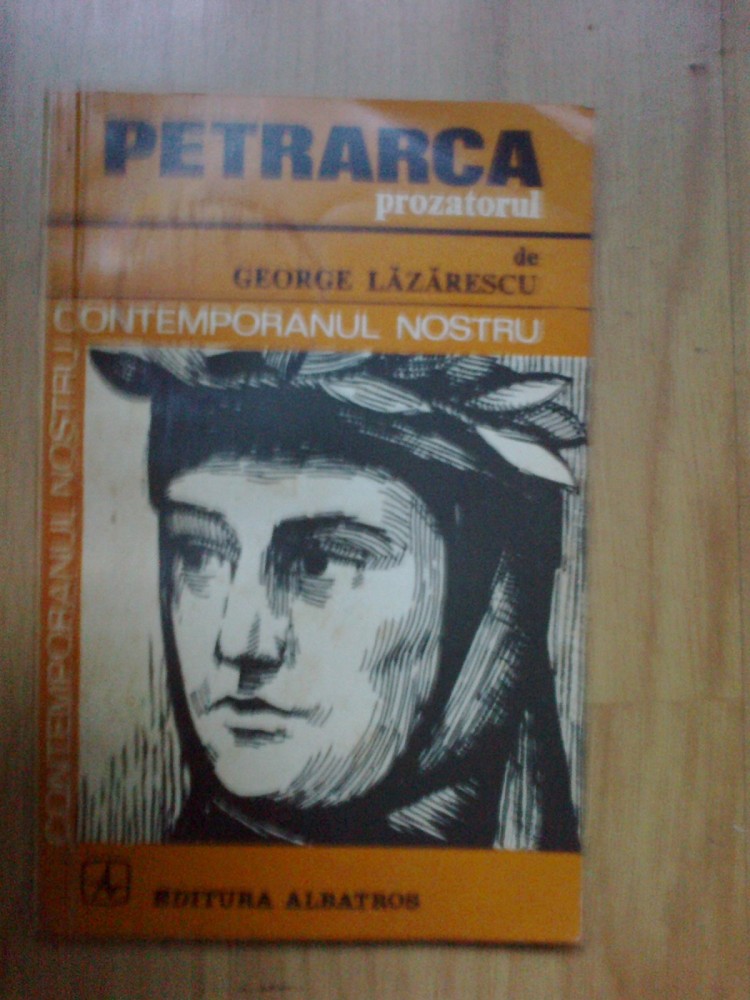 PETRARCA
prozatorul
de
GEORGE LĂZĂRESCU
CONTEMPORANUL NOSTRU
CONTEMPORANUL NOSTRU
EDITURA ALBATROS